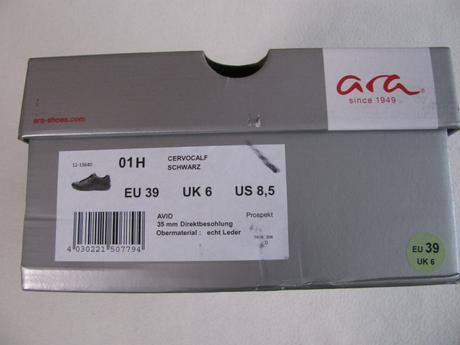 ara®
since 1949
ara-shoes.com
12-15640
01H
CERVOCALF
SCHWARZ
EU 39 UK 6 US 8,5
AVIO Prospekt
35 mm Direktbesohlung
Obermaterial : echt Leder
4 030221 507794
EU 39
UK 6